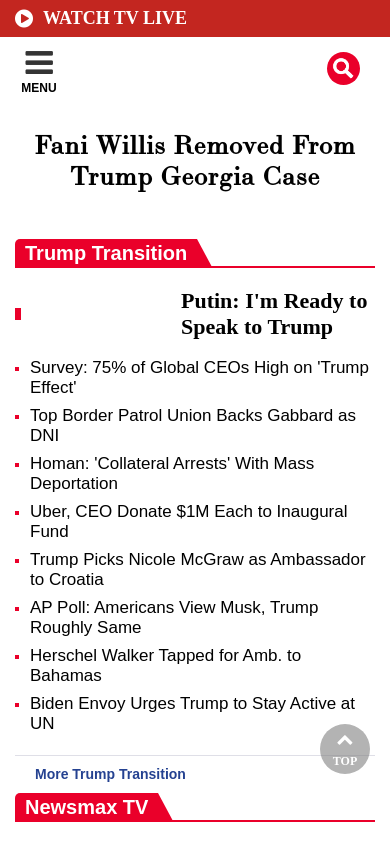 WATCH TV LIVE
MENU
Fani Willis Removed From
Trump Georgia Case
Trump Transition
Putin: I'm Ready to
Speak to Trump
Survey: 75% of Global CEOs High on 'Trump
Effect'
Top Border Patrol Union Backs Gabbard as
DNI
Homan: 'Collateral Arrests' With Mass
Deportation
Uber, CEO Donate $1M Each to Inaugural
Fund
Trump Picks Nicole McGraw as Ambassador
to Croatia
AP Poll: Americans View Musk, Trump
Roughly Same
Herschel Walker Tapped for Amb. to
Bahamas
Biden Envoy Urges Trump to Stay Active at
UN
TOP
More Trump Transition
Newsmax TV